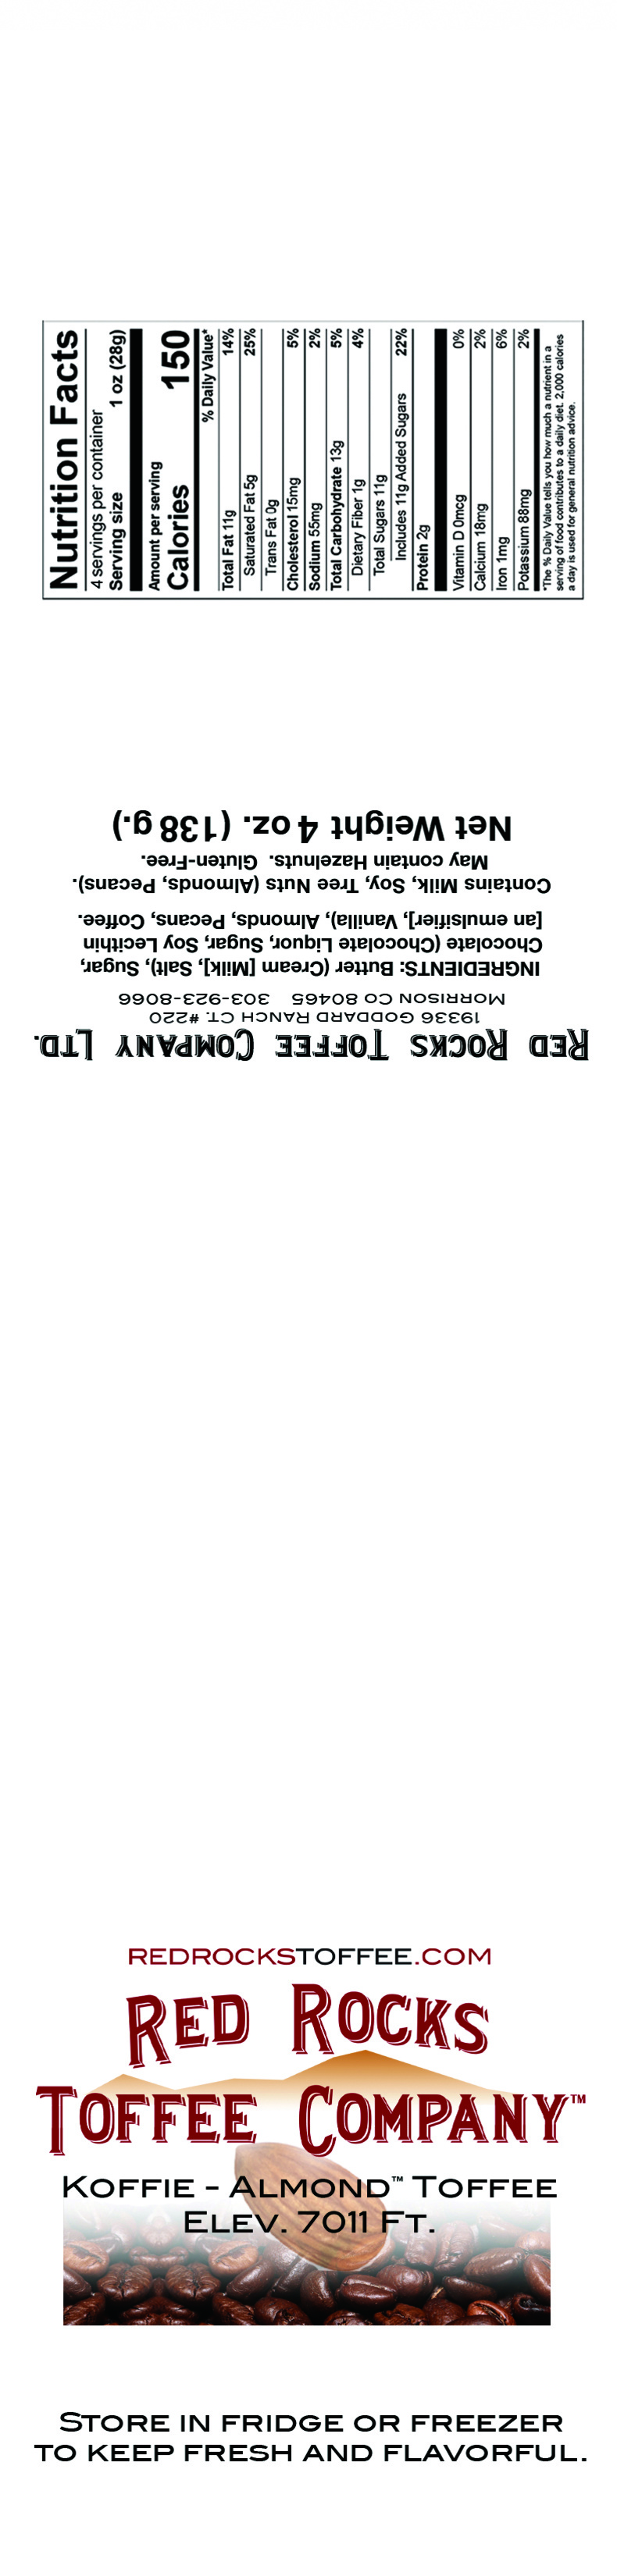 Nutrition Facts
4 servings per container
Serving size 1 oz (28g)
Amount per serving
Calories 150
% Daily Value*
Total Fat 11g 14%
Saturated Fat 5g 25%
Trans Fat 0g
Cholesterol 15mg 5%
Sodium 55mg 2%
Total Carbohydrate 13g 5%
Dietary Fiber 1g 4%
Total Sugars 11g
Includes 11g Added Sugars 22%
Protein 2g
Vitamin D 0mcg 0%
Calcium 18mg 2%
Iron 1mg 6%
Potassium 88mg 2%
*The % Daily Value tells you how much a nutrient in a
serving of food contributes to a daily diet. 2,000 calories
a day is used for general nutrition advice.
Red Rocks Toffee Company Ltd.
19336 Goddard Ranch Ct. #220
Morrison Co 80465 303-923-8066
INGREDIENTS: Butter (Cream [Milk], Salt), Sugar,
Chocolate (Chocolate Liquor, Sugar, Soy Lecithin
[an emulsifier], Vanilla), Almonds, Pecans, Coffee.
Contains Milk, Soy, Tree Nuts (Almonds, Pecans).
May contain Hazelnuts. Gluten-Free.
Net Weight 4 oz. (138 g.)
REDROCKSTOFFEE.COM
Red Rocks
Toffee Company™
Koffie - Almond™ Toffee
Elev. 7011 Ft.
Store in fridge or freezer
to keep fresh and flavorful.